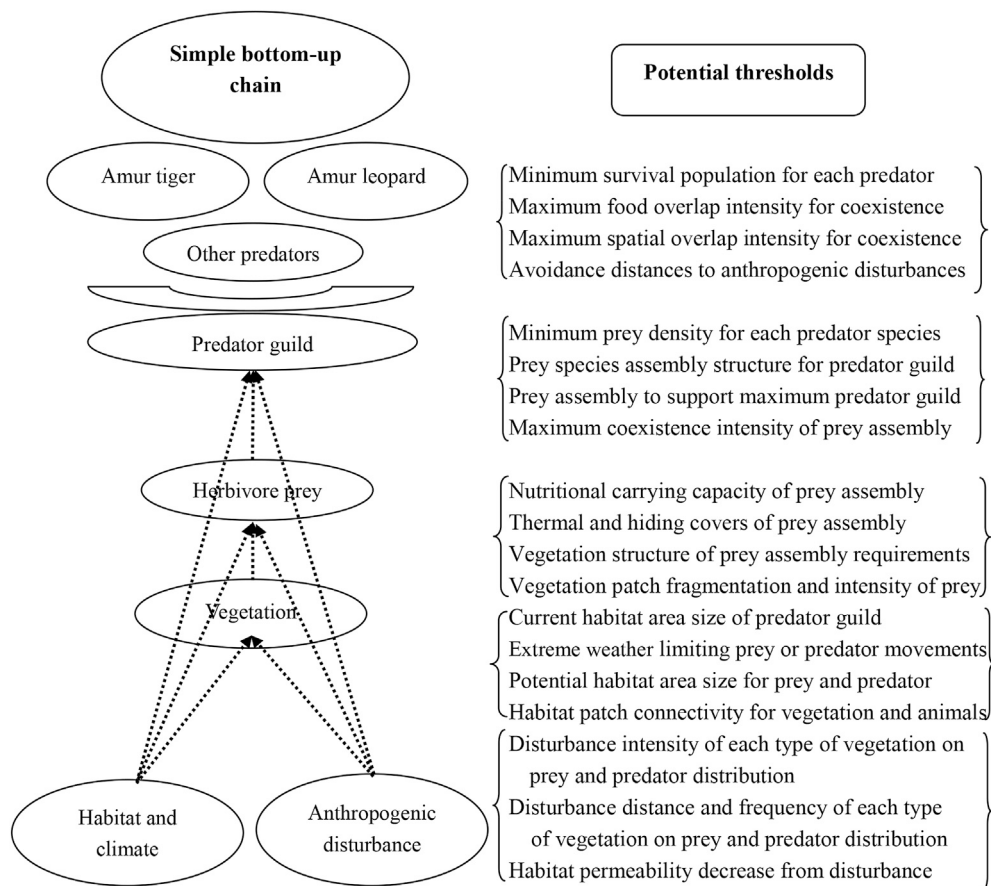 Simple bottom-up
chain
Potential thresholds
Amur tiger
Amur leopard
Other predators
Predator guild
Herbivore prey
Vegetation
Habitat and
climate
Anthropogenic
disturbance
Minimum survival population for each predator
Maximum food overlap intensity for coexistence
Maximum spatial overlap intensity for coexistence
Avoidance distances to anthropogenic disturbances
Minimum prey density for each predator species
Prey species assembly structure for predator guild
Prey assembly to support maximum predator guild
Maximum coexistence intensity of prey assembly
Nutritional carrying capacity of prey assembly
Thermal and hiding covers of prey assembly
Vegetation structure of prey assembly requirements
Vegetation patch fragmentation and intensity of prey
Current habitat area size of predator guild
Extreme weather limiting prey or predator movements
Potential habitat area size for prey and predator
Habitat patch connectivity for vegetation and animals
Disturbance intensity of each type of vegetation on
prey and predator distribution
Disturbance distance and frequency of each type
of vegetation on prey and predator distribution
Habitat permeability decrease from disturbance